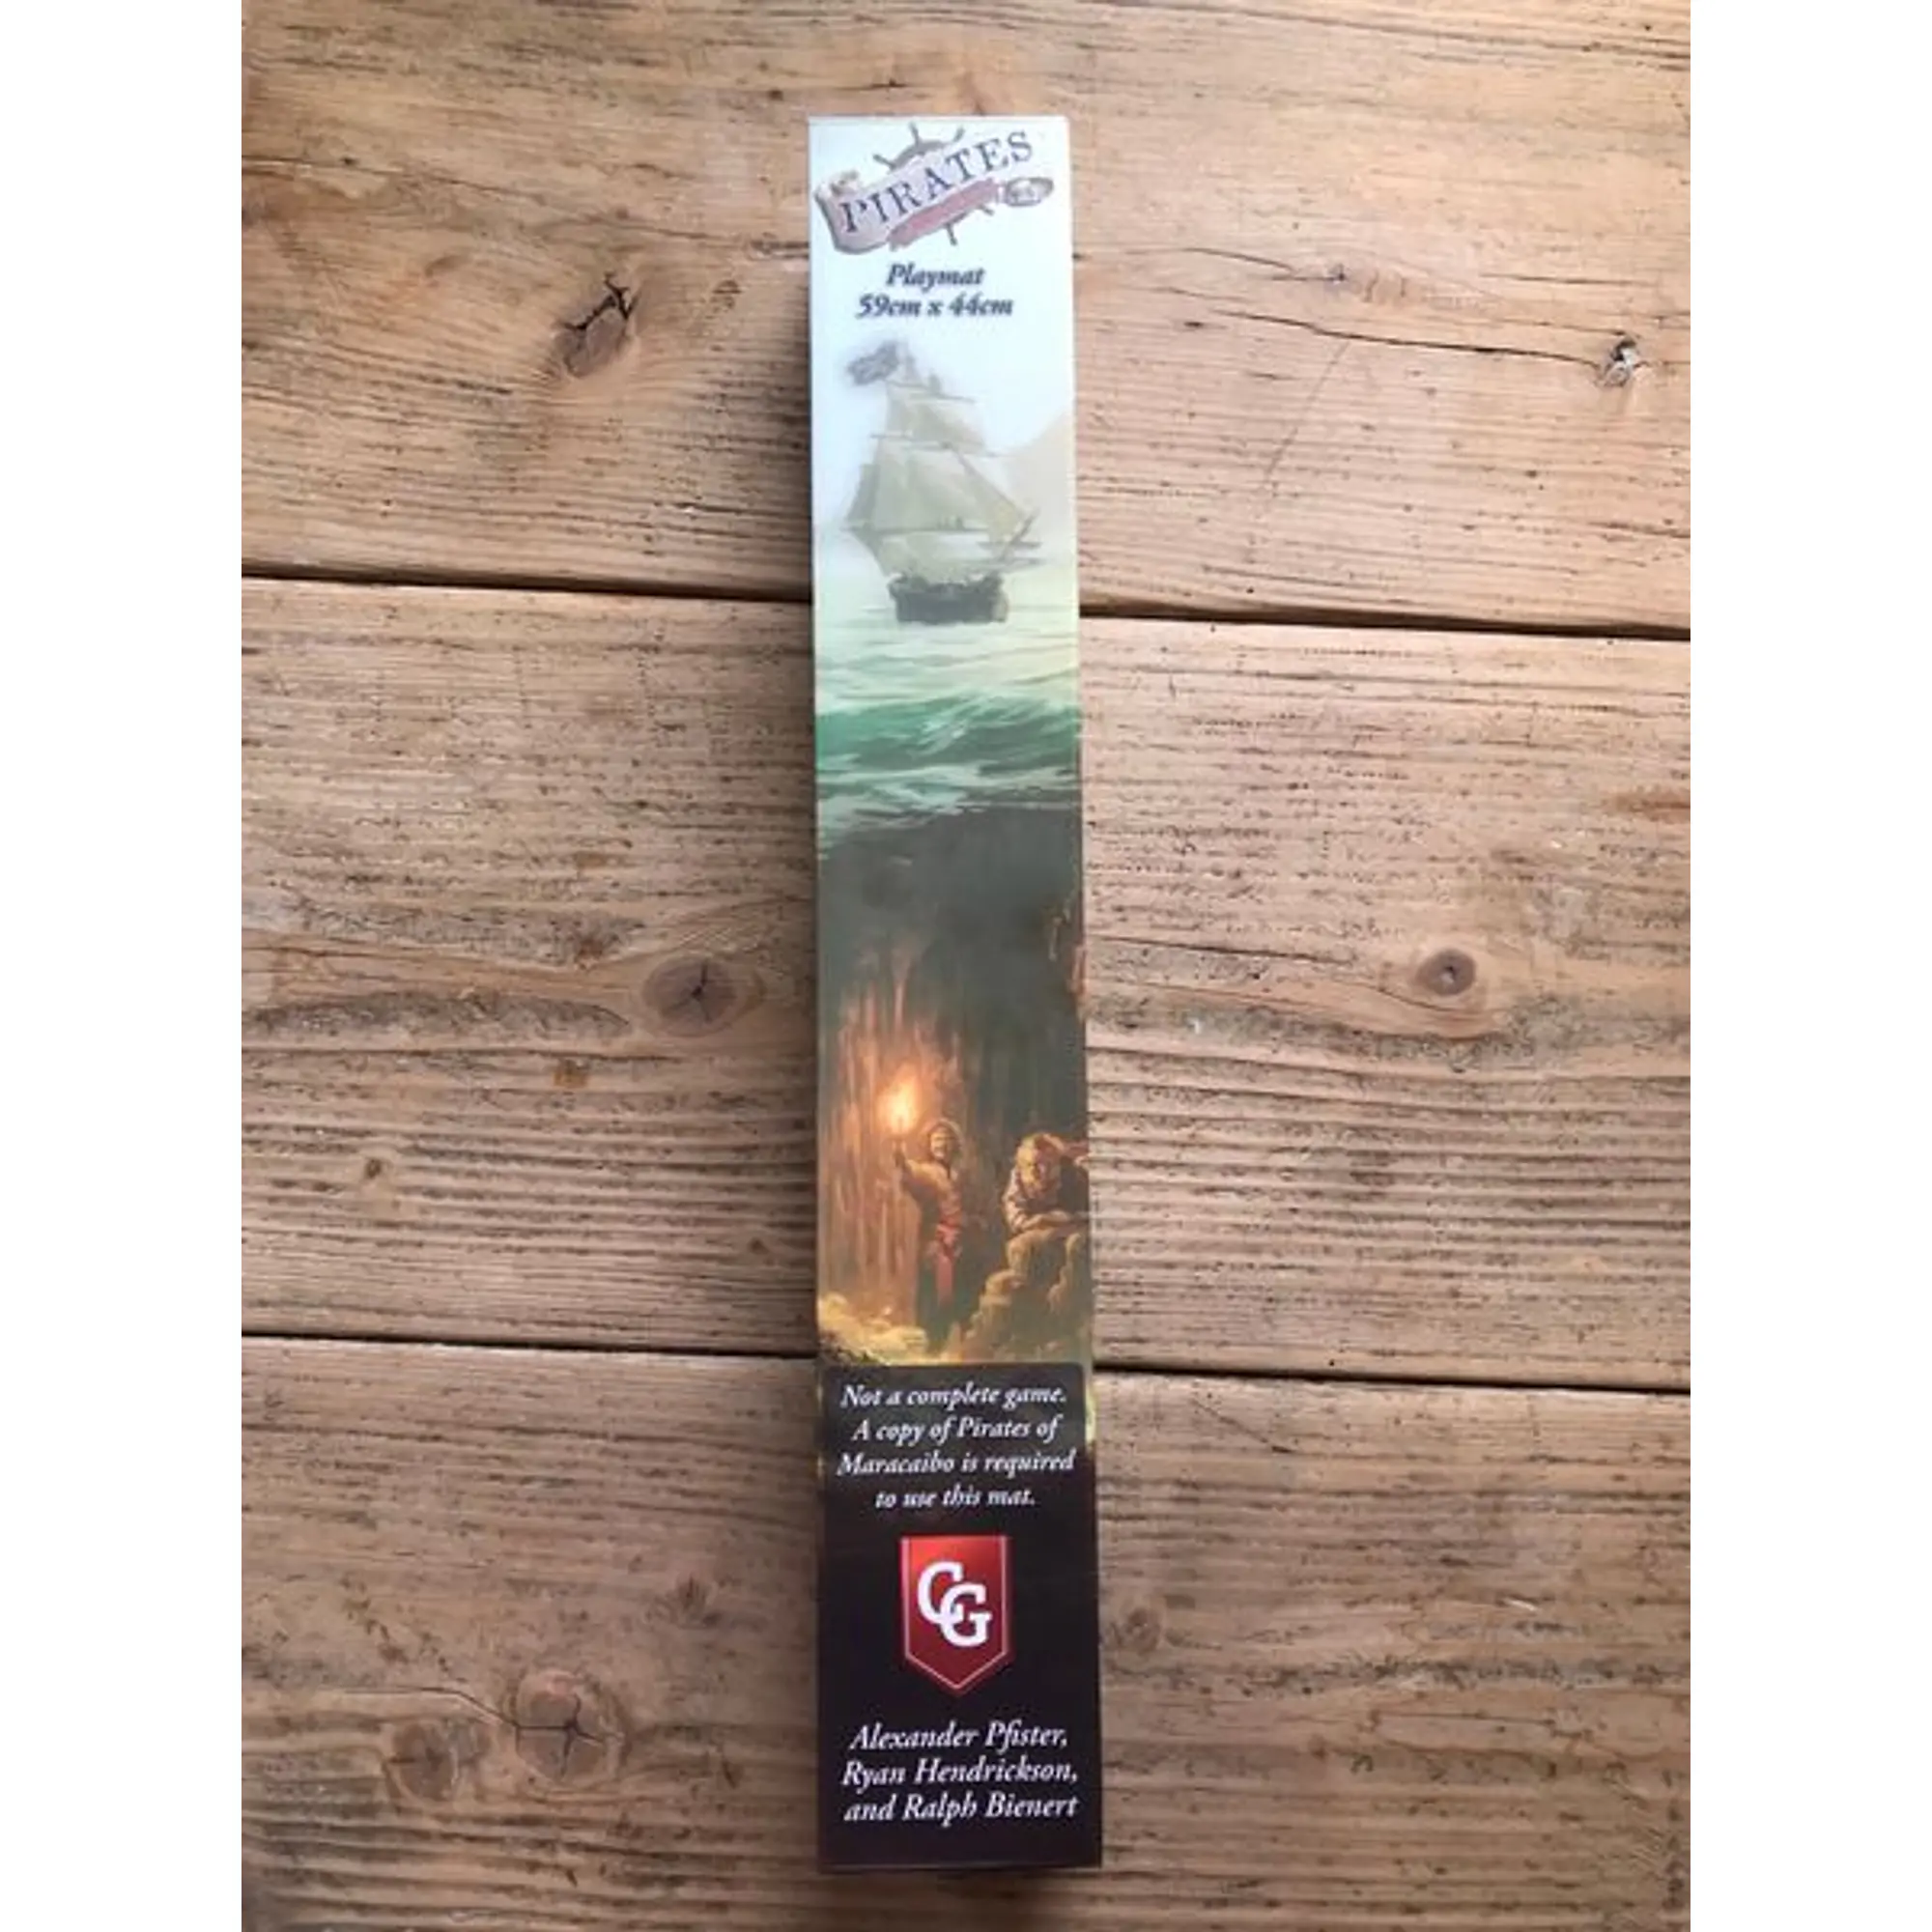 PIRATES
Playmat
59cm x 44cm
Not a complete game.
A copy of Pirates of
Maracaibo is required
to use this mat.
CG
Alexander Pfister,
Ryan Hendrickson,
and Ralph Bienert